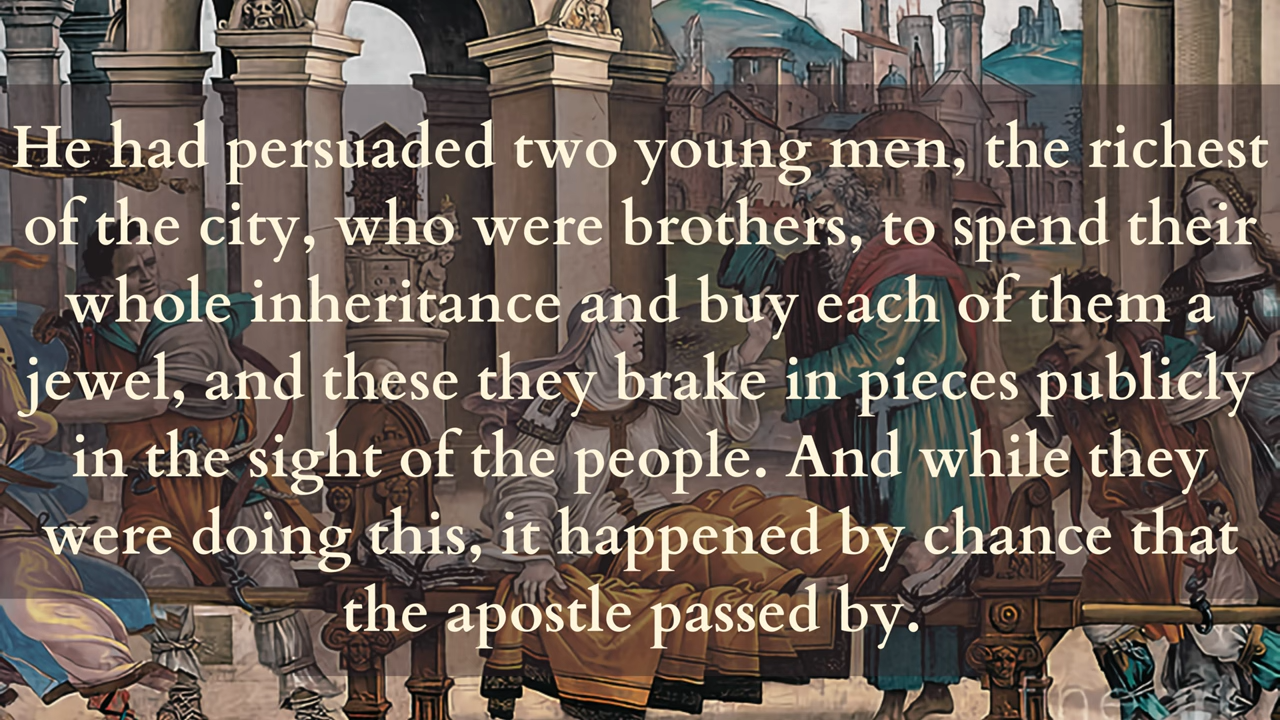 He had persuaded two young men, the richest
of the city, who were brothers, to spend their
whole inheritance and buy each of them a
jewel, and these they brake in pieces publicly
in the sight of the people. And while they
were doing this, it happened by chance that
the apostle passed by.